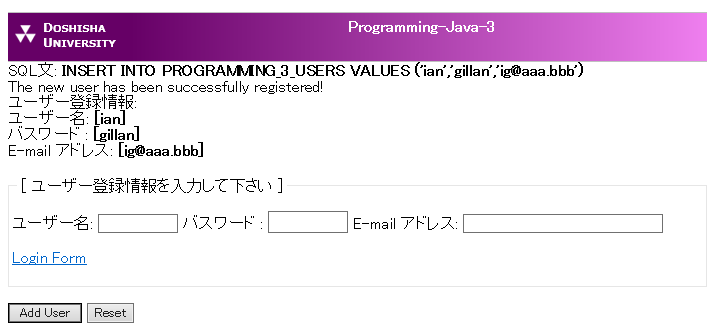 DOSHISHA
UNIVERSITY
Programming-Java-3
SQL文: INSERT INTO PROGRAMMING_3_USERS VALUES ('ian','gillan','ig@aaa.bbb')
The new user has been successfully registered!
ユーザー登録情報:
ユーザー名: [ian]
パスワード : [gillan]
E-mail アドレス: [ig@aaa.bbb]
[ ユーザー登録情報を入力して下さい ]
ユーザー名: パスワード : E-mail アドレス:
Login Form
Add User Reset